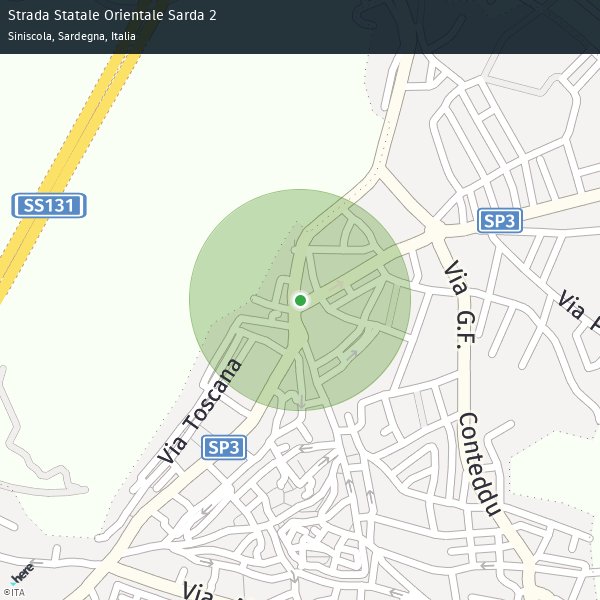 Strada Statale Orientale Sarda 2
Siniscola, Sardegna, Italia
SS131
SP3
Via G.F.
Via
Via Toscana
SP3
Conteddu
Via
here
©ITA